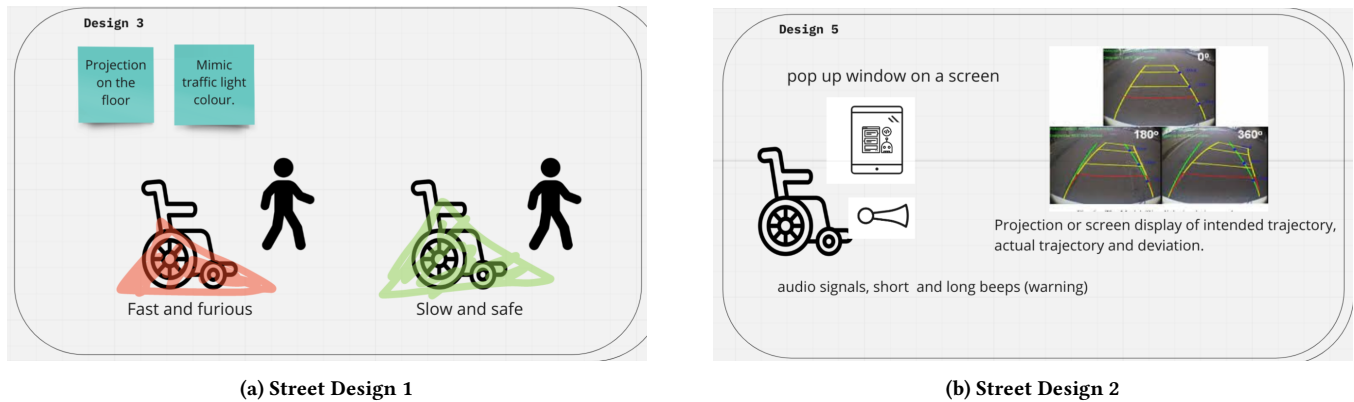 Design 3
Projection
on the
floor
Mimic
traffic light
colour.
Fast and furious
Slow and safe
(a) Street Design 1
Design 5
pop up window on a screen
0º
180º
360º
Projection or screen display of intended trajectory,
actual trajectory and deviation.
audio signals, short and long beeps (warning)
(b) Street Design 2